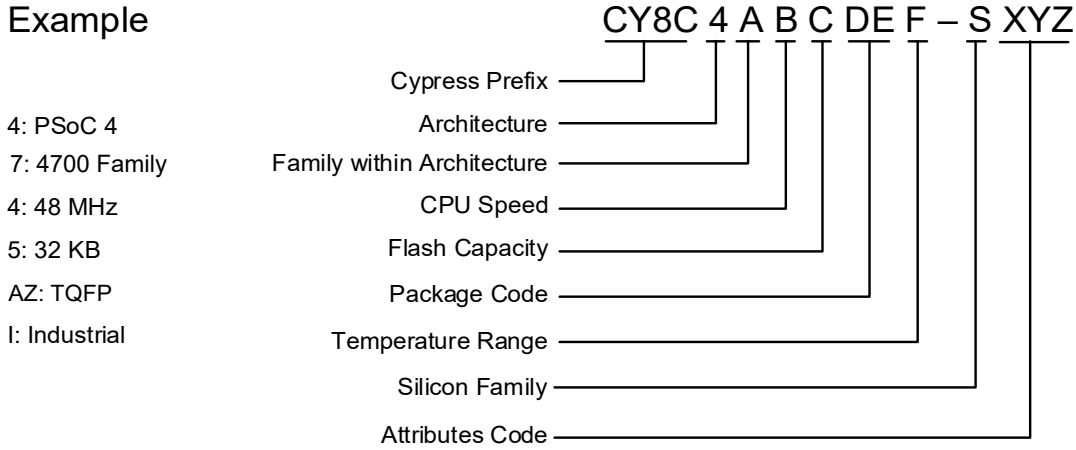 Example CY8C 4 A B C DE F – S XYZ
Cypress Prefix
4: PSoC 4 Architecture
7: 4700 Family Family within Architecture
4: 48 MHz CPU Speed
5: 32 KB Flash Capacity
AZ: TQFP Package Code
I: Industrial Temperature Range
Silicon Family
Attributes Code